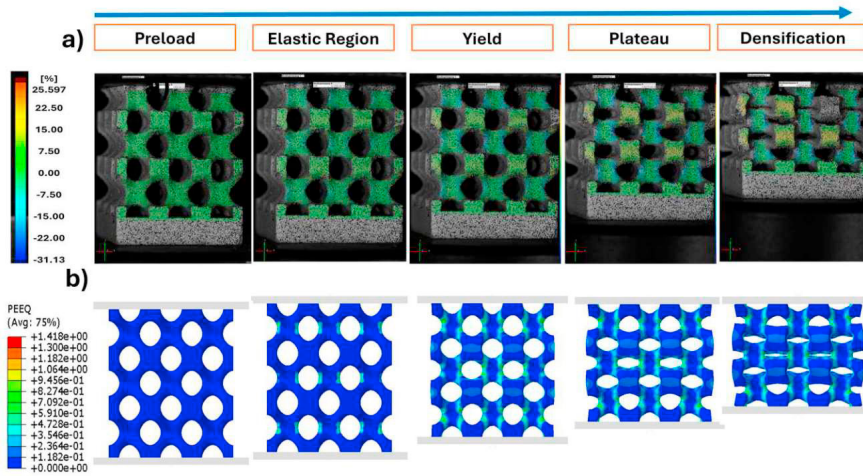 a)
Preload
Elastic Region
Yield
Plateau
Densification
[%]
25.597
22.50
15.00
7.50
0.00
-7.50
-15.00
-22.00
-31.13
b)
PEEQ
(Avg: 75%)
+1.418e+00
+1.300e+00
+1.182e+00
+1.064e+00
+9.456e-01
+8.274e-01
+7.092e-01
+5.910e-01
+4.728e-01
+3.546e-01
+2.364e-01
+1.182e-01
+0.000e+00